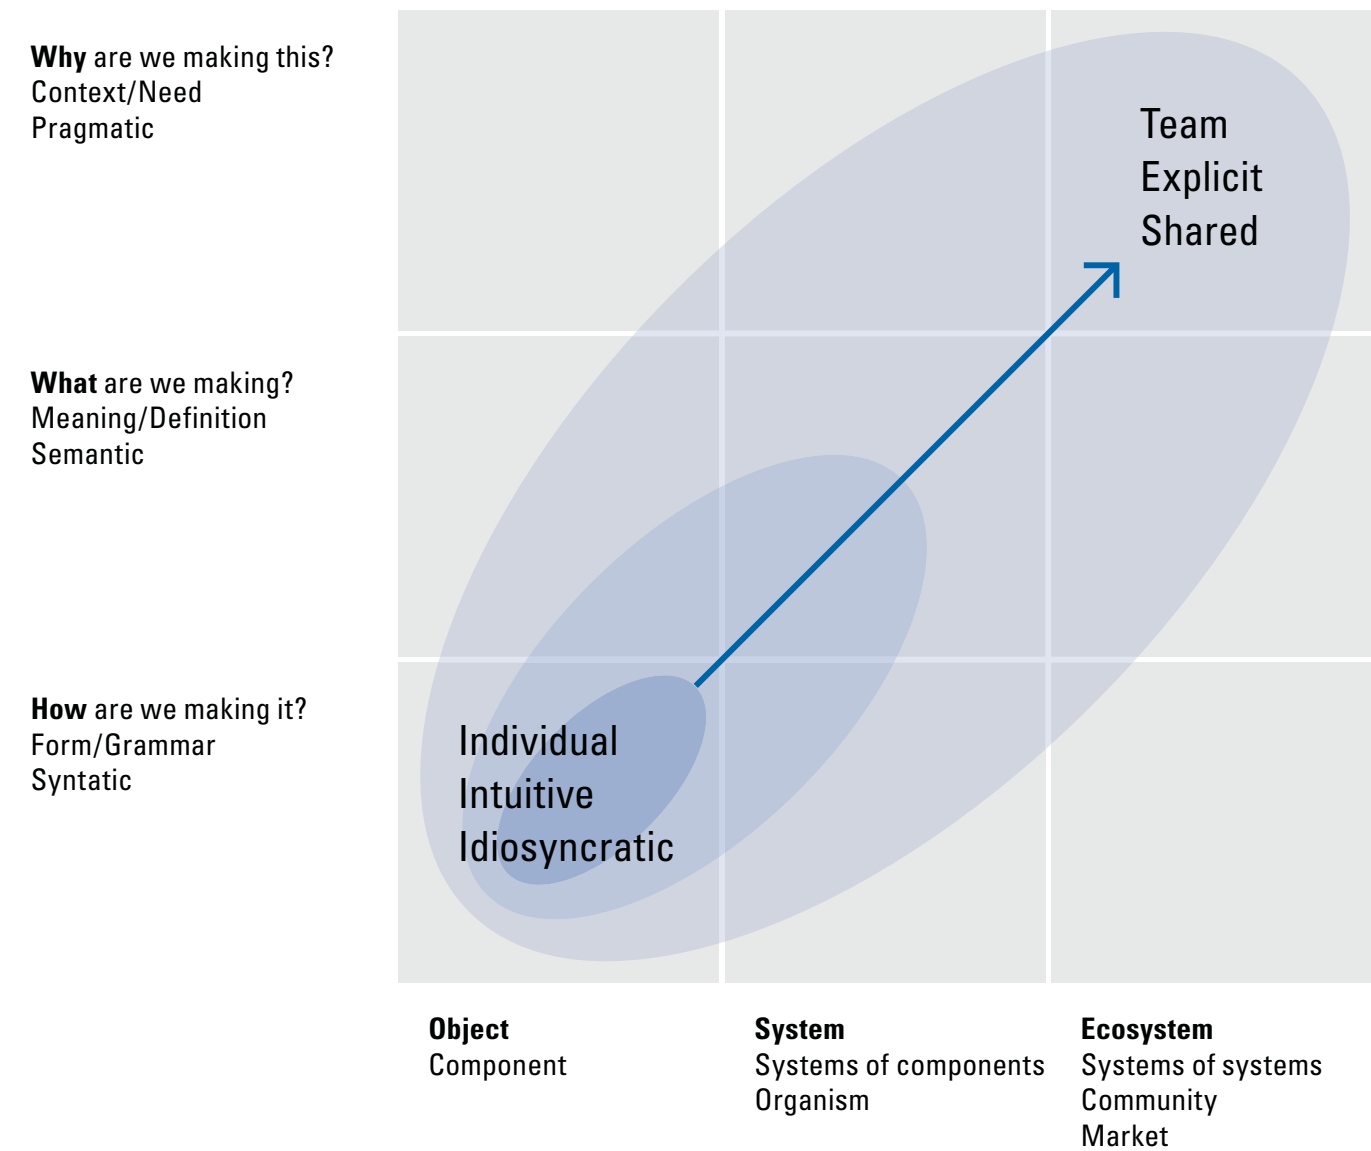 Why are we making this?
Context/Need
Pragmatic
Team
Explicit
Shared
What are we making?
Meaning/Definition
Semantic
How are we making it?
Form/Grammar
Syntatic
Individual
Intuitive
Idiosyncratic
Object
Component
System
Systems of components
Organism
Ecosystem
Systems of systems
Community
Market